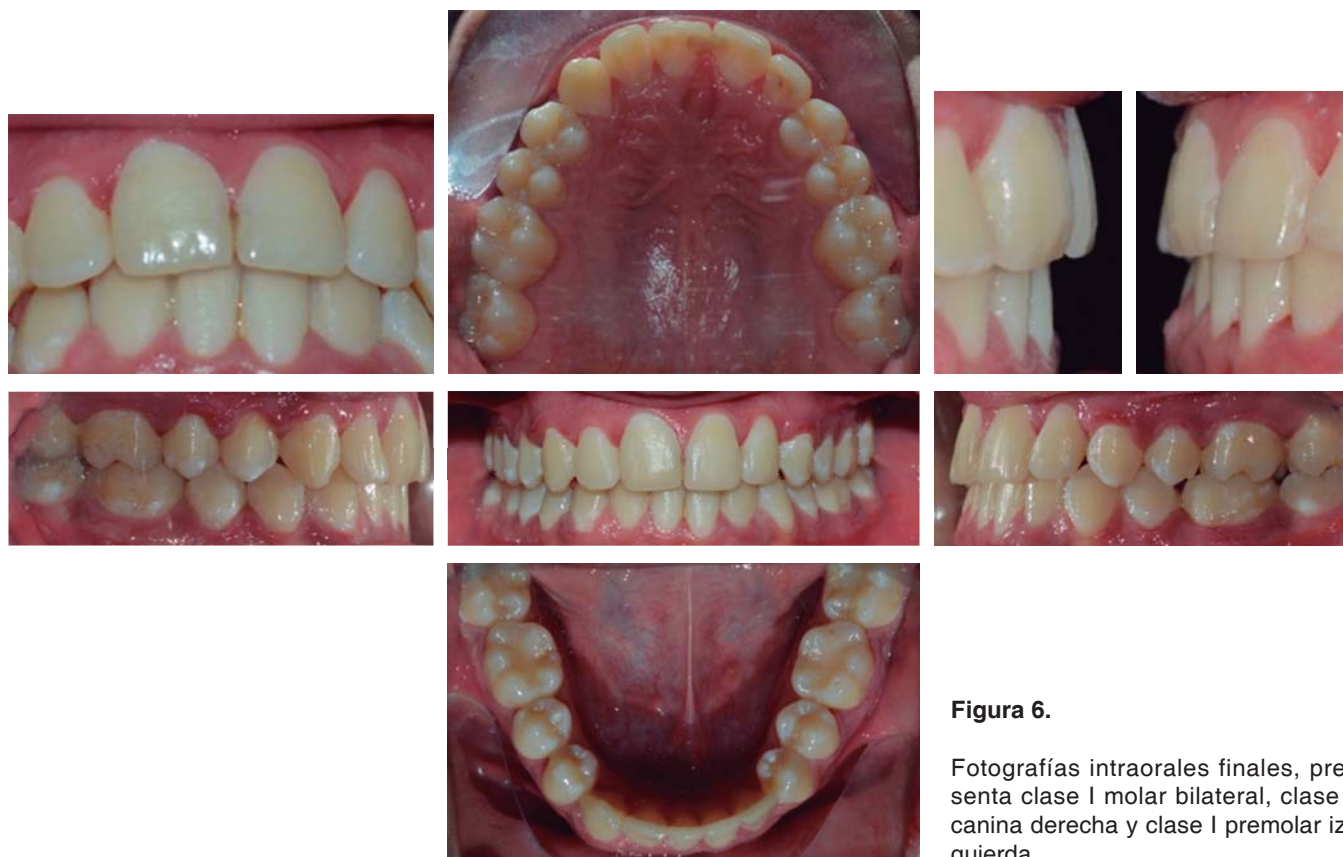 Figura 6.
Fotografías intraorales finales, pre-
senta clase I molar bilateral, clase
canina derecha y clase I premolar iz-
quierda